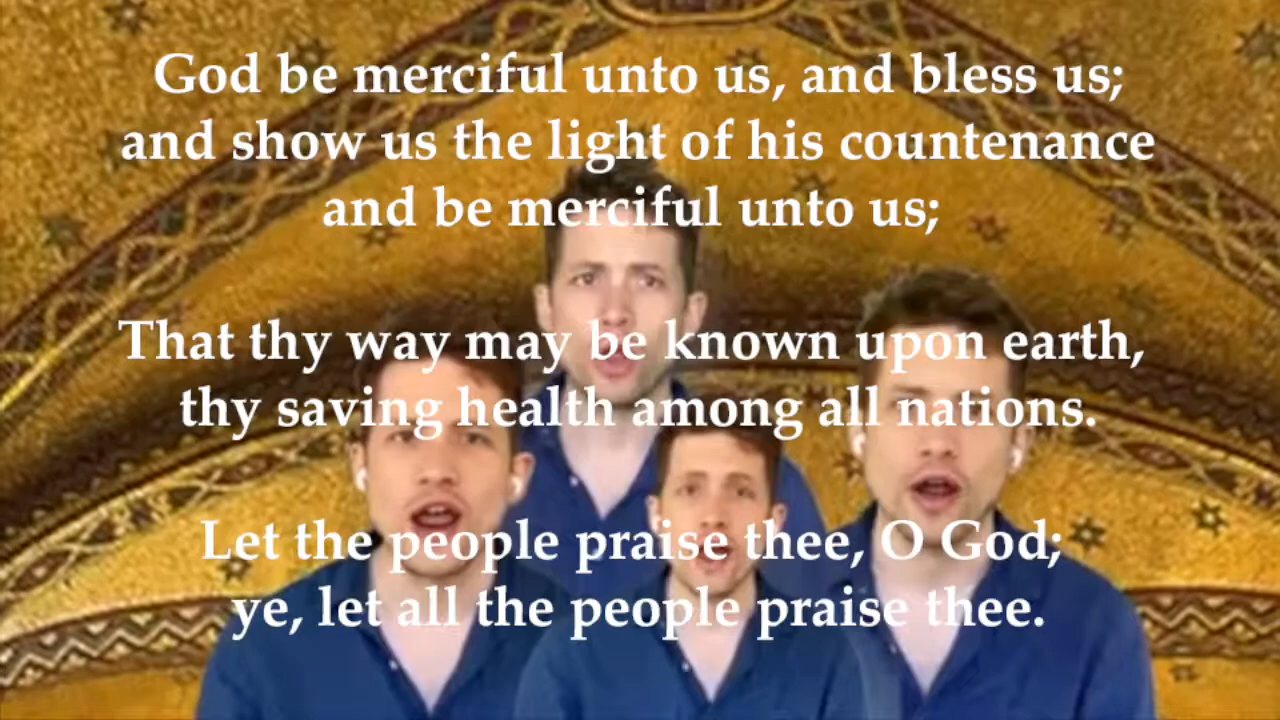 God be merciful unto us, and bless us;
and show us the light of his countenance
and be merciful unto us;
That thy way may be known upon earth,
thy saving health among all nations.
Let the people praise thee, O God;
ye, let all the people praise thee.